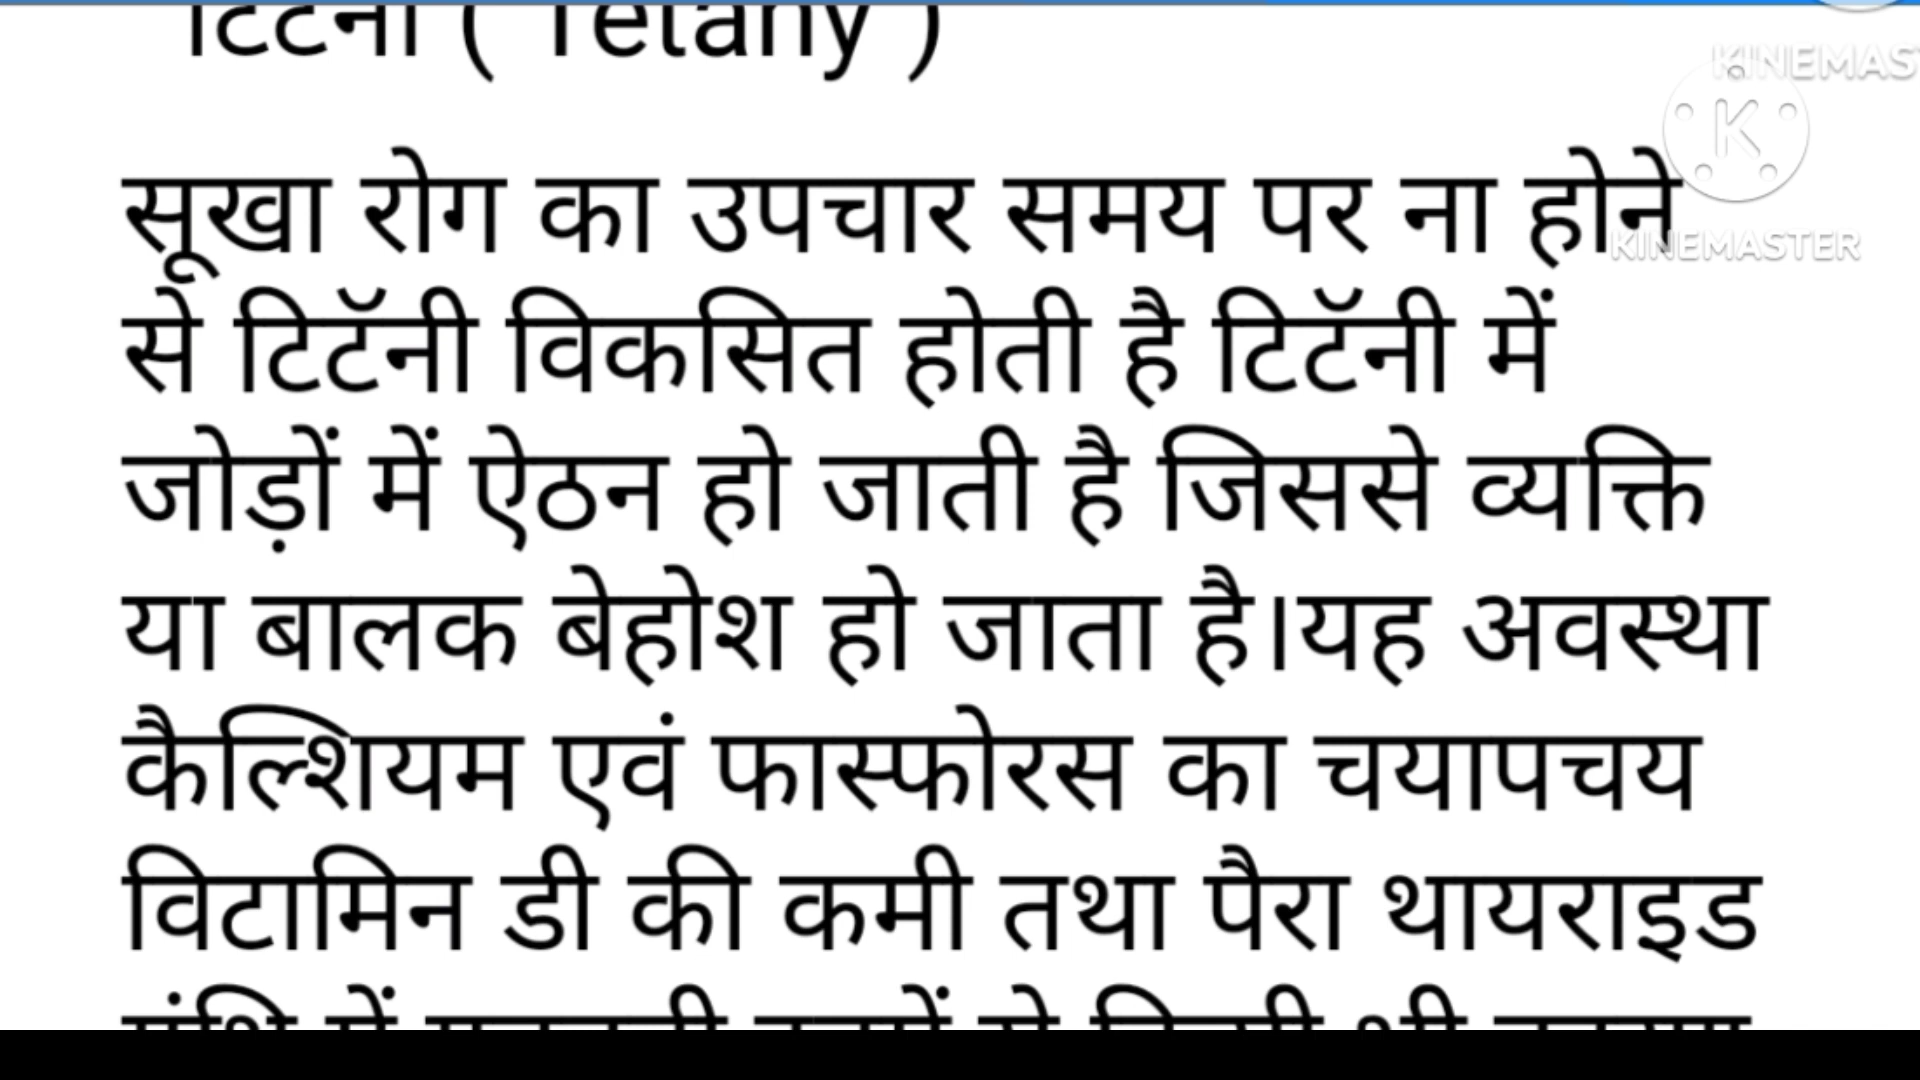 टिटॅनी ( Tetany )
KINEMAS
K
सूखा रोग का उपचार समय पर ना होने
KINEMASTER
से टिटॅनी विकसित होती है टिटॅनी में
जोड़ों में ऐठन हो जाती है जिससे व्यक्ति
या बालक बेहोश हो जाता है।यह अवस्था
कैल्शियम एवं फास्फोरस का चयापचय
विटामिन डी की कमी तथा पैरा थायराइड